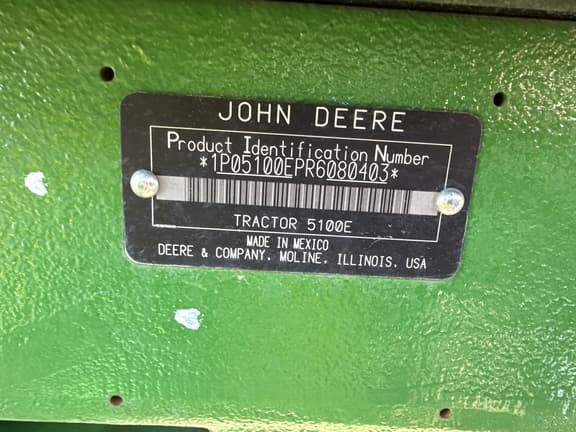 JOHN DEERE
Product Identification Number
*1P05100EPR6080403*
TRACTOR 5100E
MADE IN MEXICO
DEERE & COMPANY, MOLINE, ILLINOIS, USA